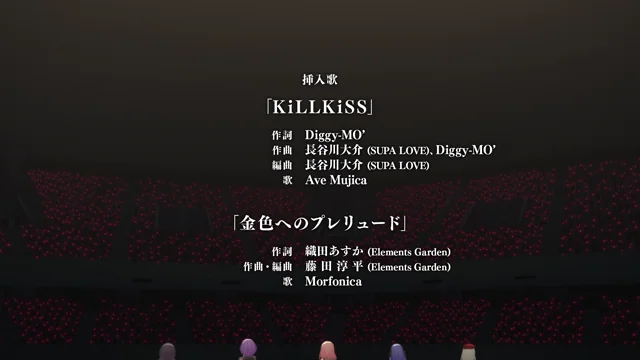 挿入歌
「KiLLKiSS」
作詞 Diggy-MO'
作曲 長谷川大介 (SUPA LOVE)、Diggy-MO'
編曲 長谷川大介 (SUPA LOVE)
歌 Ave Mujica
「金色へのプレリュード」
作詞 織田あすか (Elements Garden)
作曲・編曲 藤田淳平 (Elements Garden)
歌 Morfonica